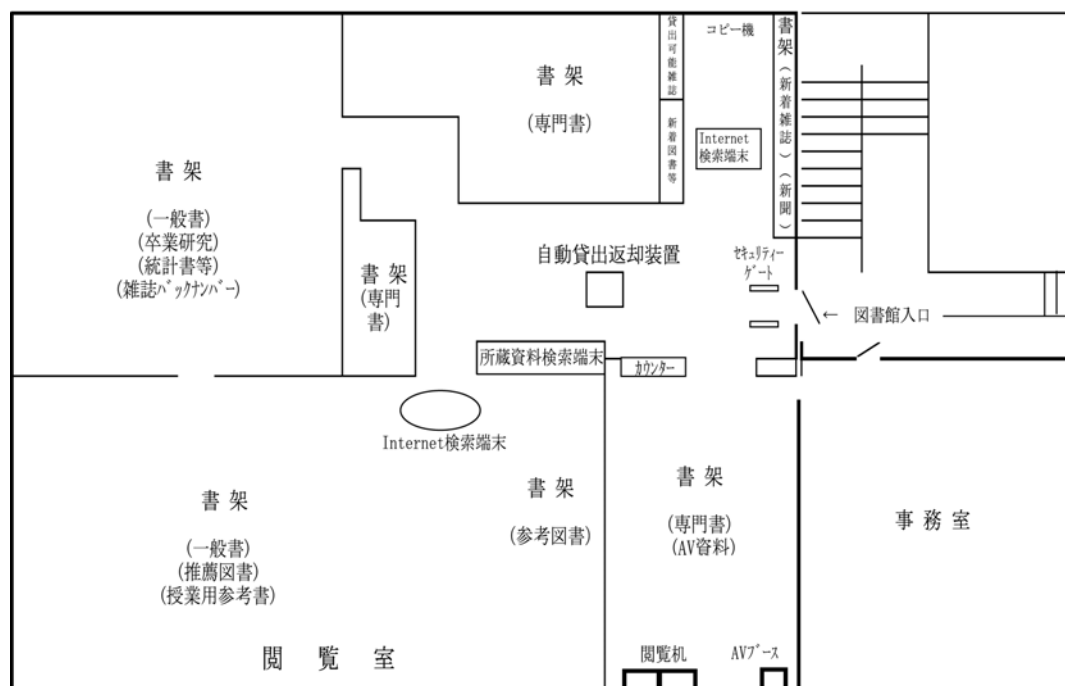 貸出可能雑誌
コピー機
書架(新着雑誌)(新聞)
書 架
(専門書)
新着図書等
Internet
検索端末
書 架
(一般書)
(卒業研究)
(統計書等)
(雑誌ﾊﾞｯｸﾅﾝﾊﾞｰ)
書 架
(専門
書)
自動貸出返却装置
ｾｷｭﾘﾃｨｰ
ｹﾞｰﾄ
← 図書館入口
所蔵資料検索端末
ｶｳﾝﾀｰ
Internet検索端末
書 架
(一般書)
(推薦図書)
(授業用参考書)
書 架
(参考図書)
書 架
(専門書)
(AV資料)
事 務 室
閲 覧 室
閲覧机
AVﾌﾞｰｽ